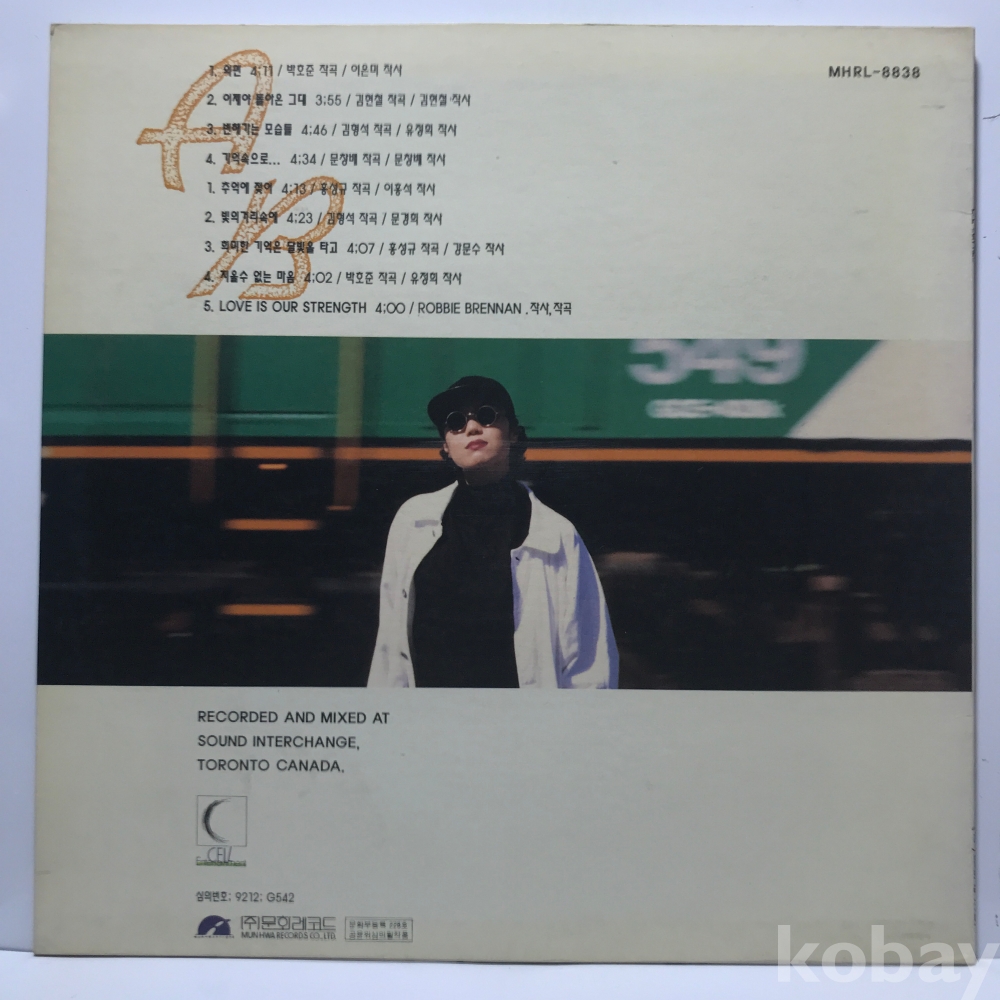 A
B
MHRL-8838
1. 외면 4:11 / 박호준 작곡 / 이은미 작사
2. 이제야 돌아온 그대 3:55 / 김현철 작곡 / 김현철 작사
3. 변해가는 모습들 4:46 / 김형석 작곡 / 유정희 작사
4. 기억속으로... 4:34 / 문창배 작곡 / 문창배 작사
1. 추억에 젖어 4:13 / 홍성규 작곡 / 이홍석 작사
2. 빛의거리속에 4:23 / 김형석 작곡 / 문경희 작사
3. 희미한 기억은 달빛을 타고 4:07 / 홍성규 작곡 / 강문수 작사
4. 지울수 없는 마음 4:02 / 박호준 작곡 / 유정희 작사
5. LOVE IS OUR STRENGTH 4:00 / ROBBIE BRENNAN . 작사,작곡
549
RECORDED AND MIXED AT
SOUND INTERCHANGE,
TORONTO CANADA.
Entertainment
심의번호: 9212: G542
(주)문화레코드
MUNHWA RECORDS CO., LTD.
kobay